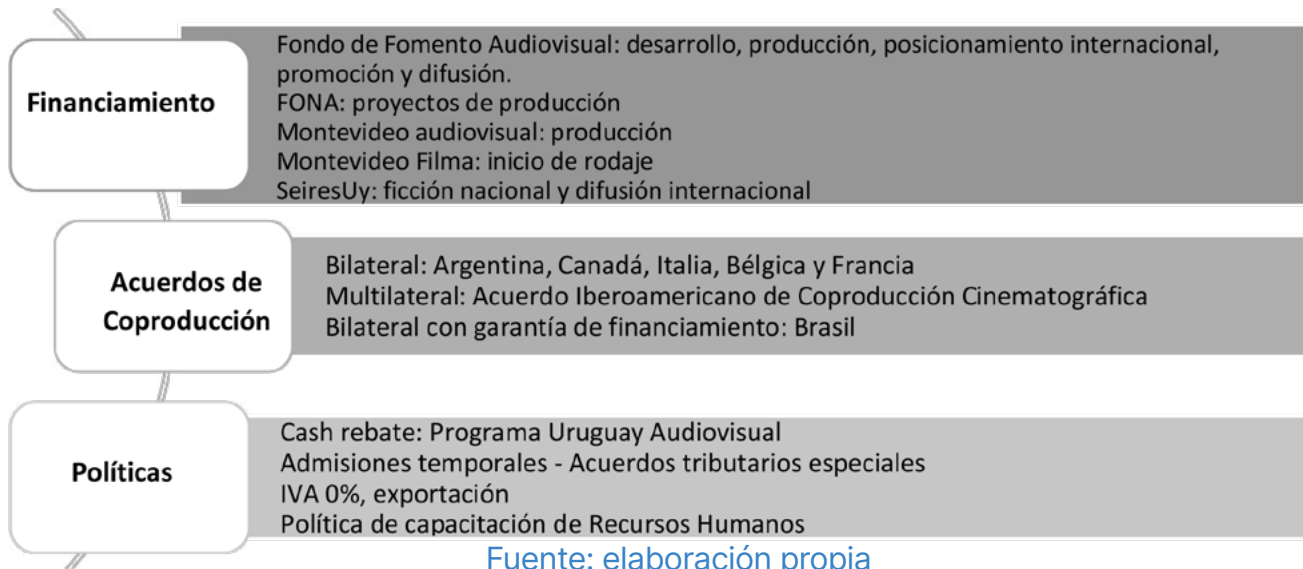 Financiamiento
Fondo de Fomento Audiovisual: desarrollo, producción, posicionamiento internacional,
promoción y difusión.
FONA: proyectos de producción
Montevideo audiovisual: producción
Montevideo Filma: inicio de rodaje
SeiresUy: ficción nacional y difusión internacional
Acuerdos de
Coproducción
Bilateral: Argentina, Canadá, Italia, Bélgica y Francia
Multilateral: Acuerdo Iberoamericano de Coproducción Cinematográfica
Bilateral con garantía de financiamiento: Brasil
Políticas
Cash rebate: Programa Uruguay Audiovisual
Admisiones temporales - Acuerdos tributarios especiales
IVA 0%, exportación
Política de capacitación de Recursos Humanos
Fuente: elaboración propia